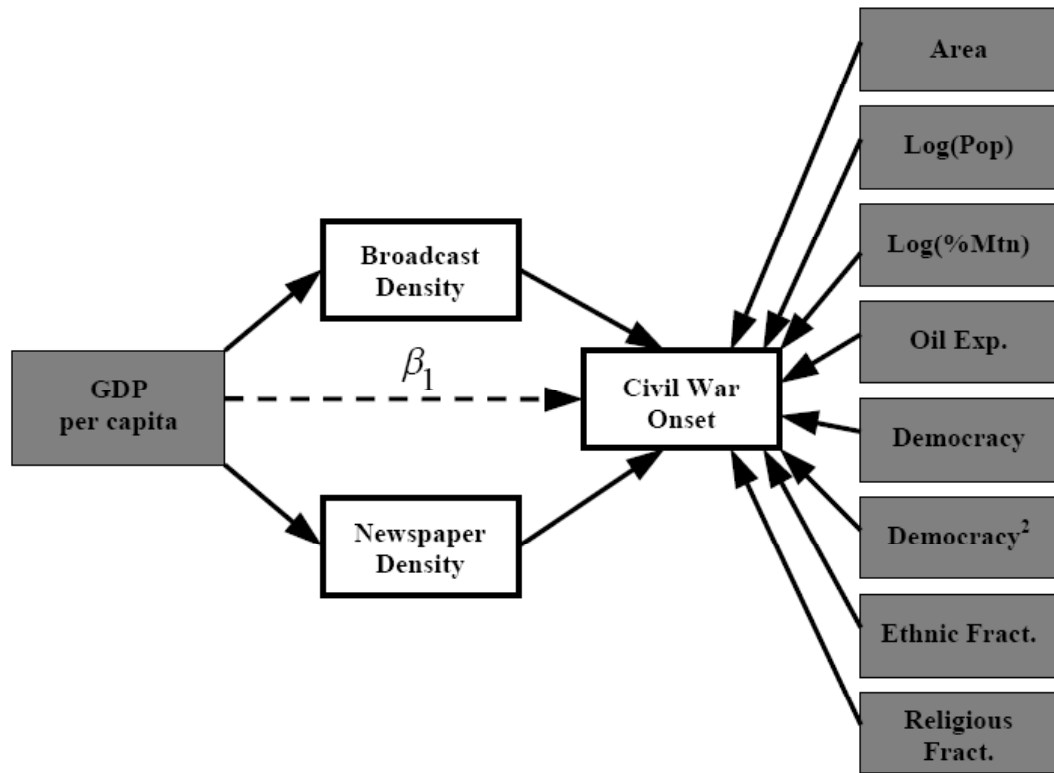 Area
Log(Pop)
Log(%Mtn)
Oil Exp.
Democracy
Democracy²
Ethnic Fract.
Religious
Fract.
Broadcast
Density
β₁
GDP
per capita
Civil War
Onset
Newspaper
Density